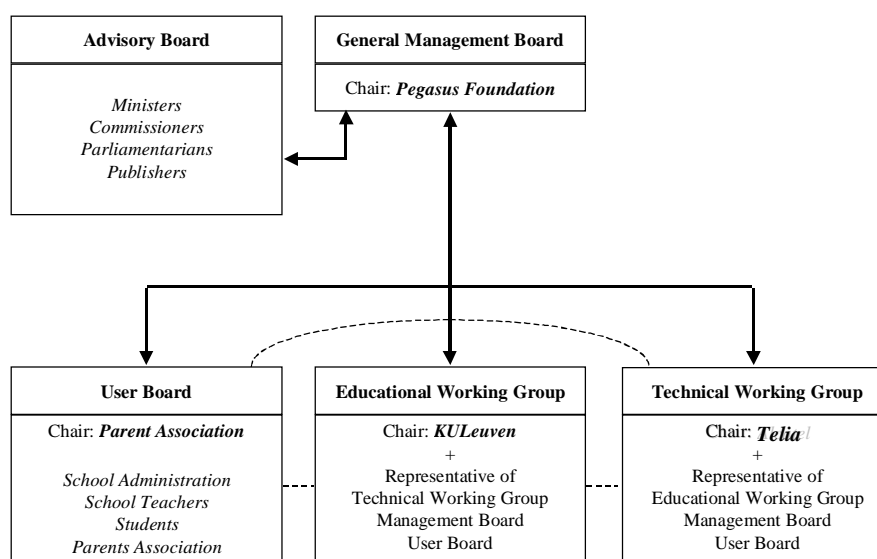 Advisory Board
Ministers
Commissioners
Parliamentarians
Publishers
General Management Board
Chair: Pegasus Foundation
User Board
Chair: Parent Association
School Administration
School Teachers
Students
Parents Association
Educational Working Group
Chair: KULeuven
+
Representative of
Technical Working Group
Management Board
User Board
Technical Working Group
Chair: Telia
+
Representative of
Educational Working Group
Management Board
User Board